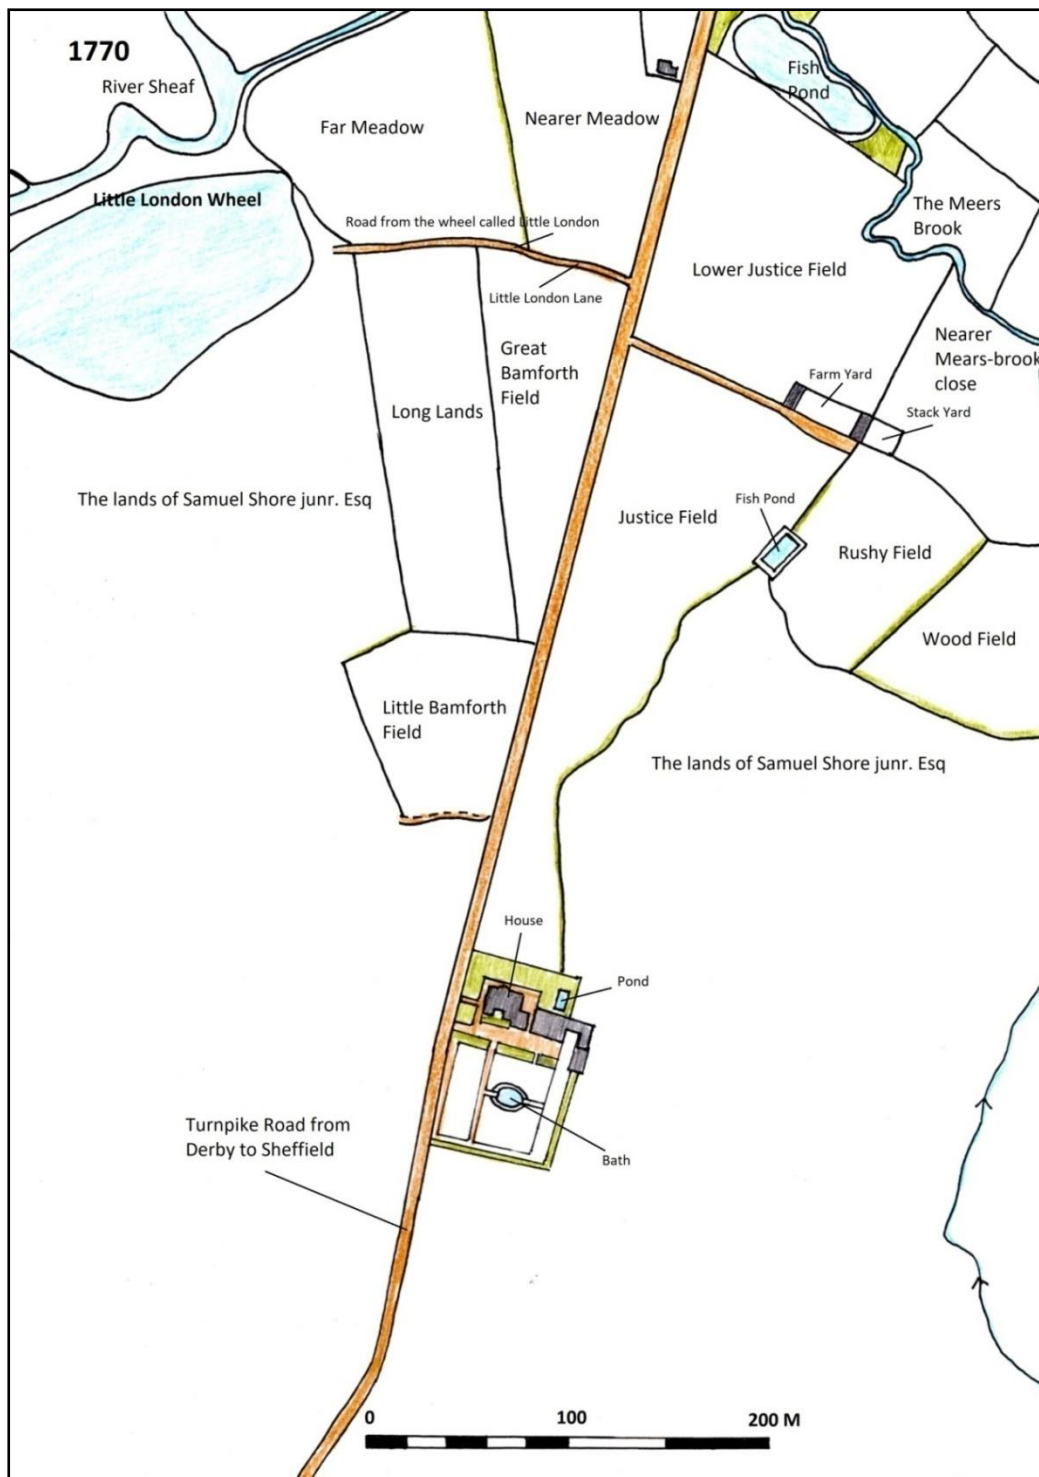 1770
River Sheaf
Fish
Pond
Far Meadow
Nearer Meadow
Little London Wheel
The Meers
Brook
Road from the wheel called Little London
Lower Justice Field
Little London Lane
Great
Bamforth
Field
Nearer
Mears-brook
close
Farm Yard
Long Lands
Stack Yard
The lands of Samuel Shore junr. Esq
Fish Pond
Justice Field
Rushy Field
Wood Field
Little Bamforth
Field
The lands of Samuel Shore junr. Esq
House
Pond
Turnpike Road from
Derby to Sheffield
Bath
0
100
200 M